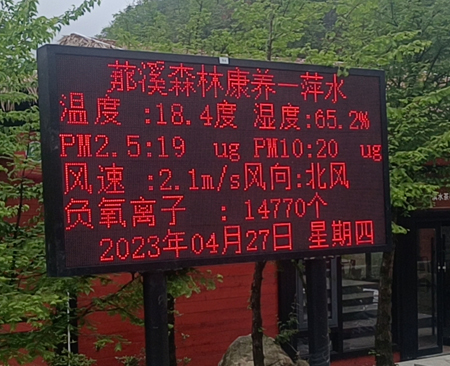 蓢溪森林康养一萍水
温度 :18.4度 湿度:65.2%
PM2.5:19 ug PM10:20 ug
风速 :2.1m/s风向:北风
负氧离子 : 14770个
2023年04月27日 星期四